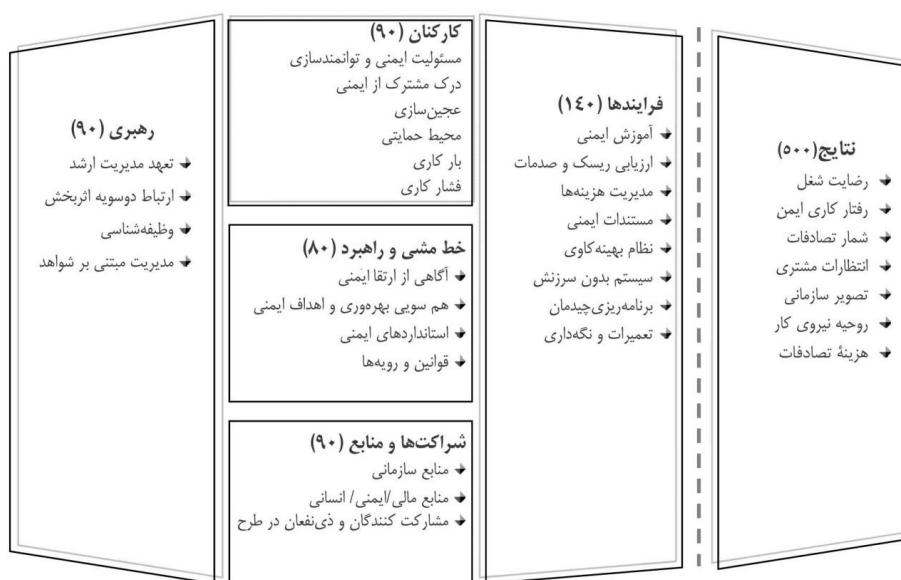 رهبری (۹۰)
تعهد مدیریت ارشد
ارتباط دوسویه اثربخش
وظیفه‌شناسی
مدیریت مبتنی بر شواهد
کارکنان (۹۰)
مسئولیت ایمنی و توانمندسازی
درک مشترک از ایمنی
عجین‌سازی
محیط حمایتی
بار کاری
فشار کاری
خط مشی و راهبرد (۸۰)
آگاهی از ارتقا ایمنی
هم سویی بهره‌وری و اهداف ایمنی
استانداردهای ایمنی
قوانین و رویه‌ها
شراکت‌ها و منابع (۹۰)
منابع سازمانی
منابع مالی/ایمنی/ انسانی
مشارکت کنندگان و ذی‌نفعان در طرح
فرایندها (۱٤۰)
آموزش ایمنی
ارزیابی ریسک و صدمات
مدیریت هزینه‌ها
مستندات ایمنی
نظام بهینه‌کاوی
سیستم بدون سرزنش
برنامه‌ریزی‌چیدمان
تعمیرات و نگه‌داری
نتایج(۵۰۰)
رضایت شغل
رفتار کاری ایمن
شمار تصادفات
انتظارات مشتری
تصویر سازمانی
روحیه نیروی کار
هزینهٔ تصادفات